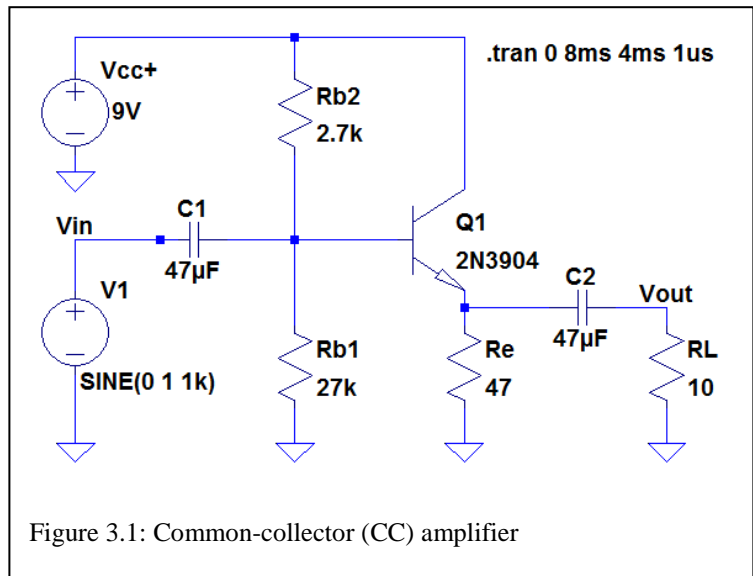 .tran 0 8ms 4ms 1us
Vcc+
9V
Rb2
2.7k
Vin
C1
47µF
Q1
2N3904
V1
SINE(0 1 1k)
Rb1
27k
Re
47
C2
47µF
Vout
RL
10
Figure 3.1: Common-collector (CC) amplifier